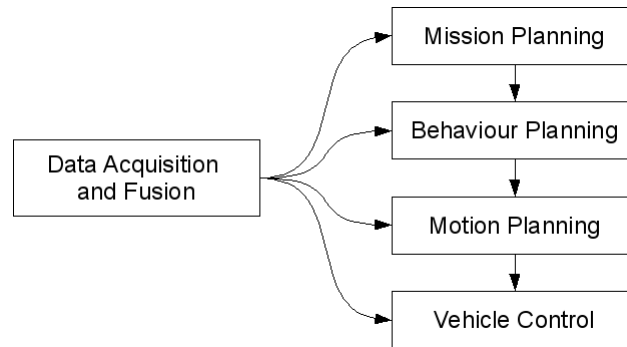 Mission Planning
Behaviour Planning
Data Acquisition
and Fusion
Motion Planning
Vehicle Control